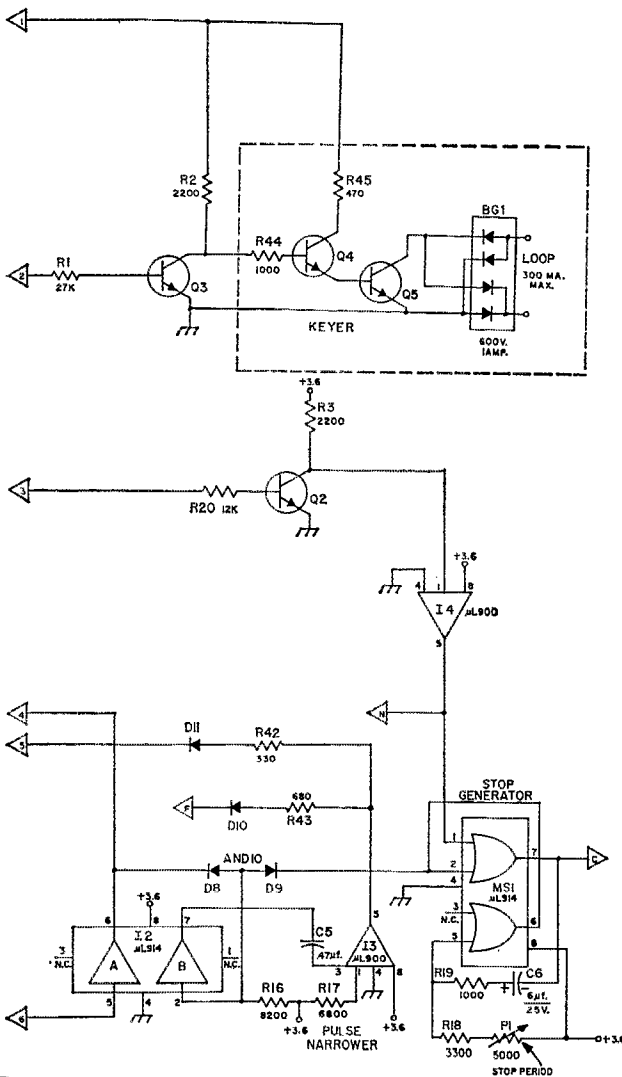 1
R2
2200
R45
470
BG1
R44
1000
Q4
LOOP
300 MA.
MAX.
2
R1
27K
Q3
Q5
KEYER
600V.
1AMP.
+3.6
R3
2200
3
R20 12K
Q2
+3.6
4 1 8
I4 µL900
5
4
N
5
D11
R42
330
STOP
GENERATOR
F
D10
680
R43
1
7
C
2
AND10
D8 D9
4
MS1
µL914
+3.6
6 8 7
5
3
N.C.
6
5
8
I2
µL914
3
N.C.
A
B
1
N.C.
C5
.47µf.
I3
µL900
3 1 4 8
R19
1000
C6
+ -
6µf.
25V.
5 4 2
R16
8200
R17
6800
+3.6
+3.6
6
PULSE
NARROWER
R18
3300
P1
5000
+3.6
STOP PERIOD